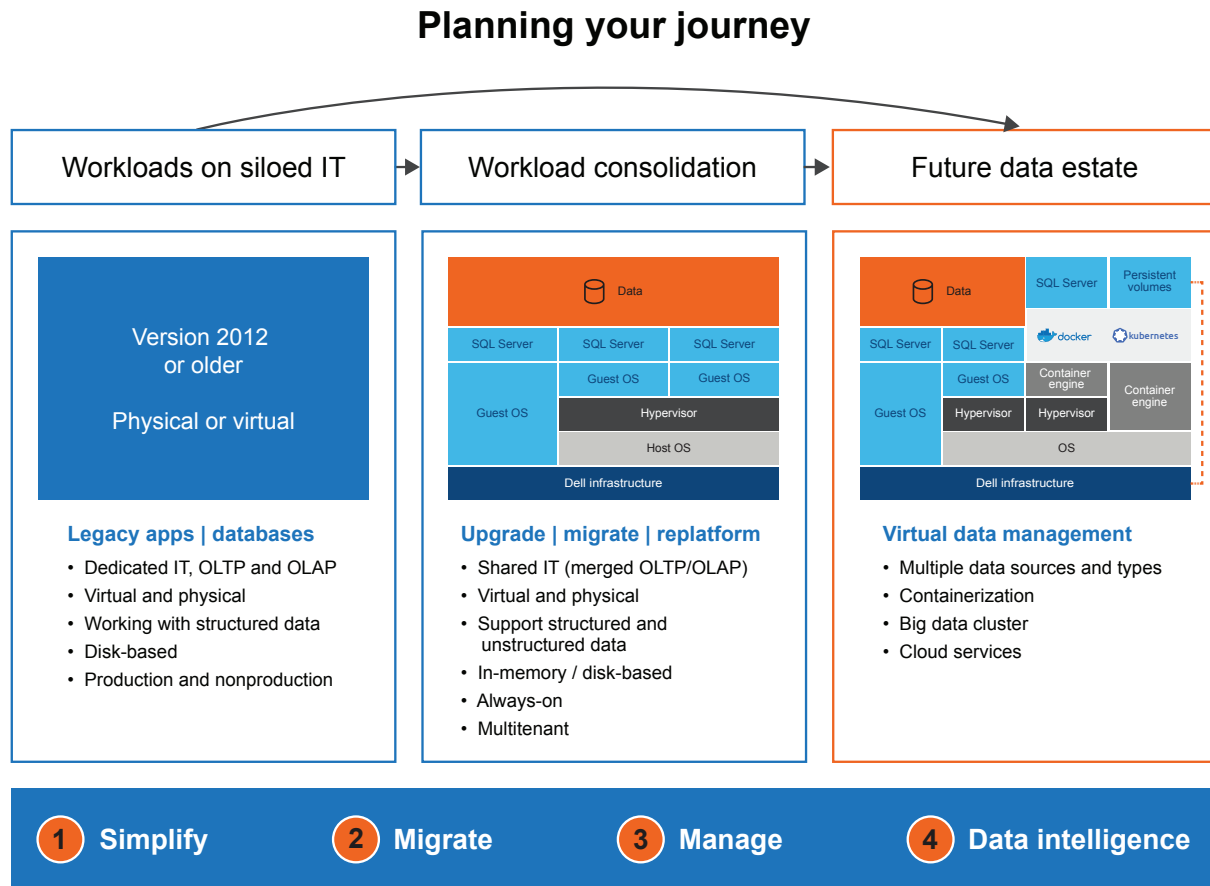 Planning your journey
Workloads on siloed IT
Workload consolidation
Future data estate
Version 2012
or older
Physical or virtual
Legacy apps | databases
• Dedicated IT, OLTP and OLAP
• Virtual and physical
• Working with structured data
• Disk-based
• Production and nonproduction
Data
SQL Server
SQL Server
SQL Server
Guest OS
Guest OS
Guest OS
Hypervisor
Host OS
Dell infrastructure
Upgrade | migrate | replatform
• Shared IT (merged OLTP/OLAP)
• Virtual and physical
• Support structured and
unstructured data
• In-memory / disk-based
• Always-on
• Multitenant
Data
SQL Server
Persistent
volumes
SQL Server
SQL Server
docker
kubernetes
Guest OS
Guest OS
Container
engine
Container
engine
Hypervisor
Hypervisor
OS
Dell infrastructure
Virtual data management
• Multiple data sources and types
• Containerization
• Big data cluster
• Cloud services
1 Simplify
2 Migrate
3 Manage
4 Data intelligence